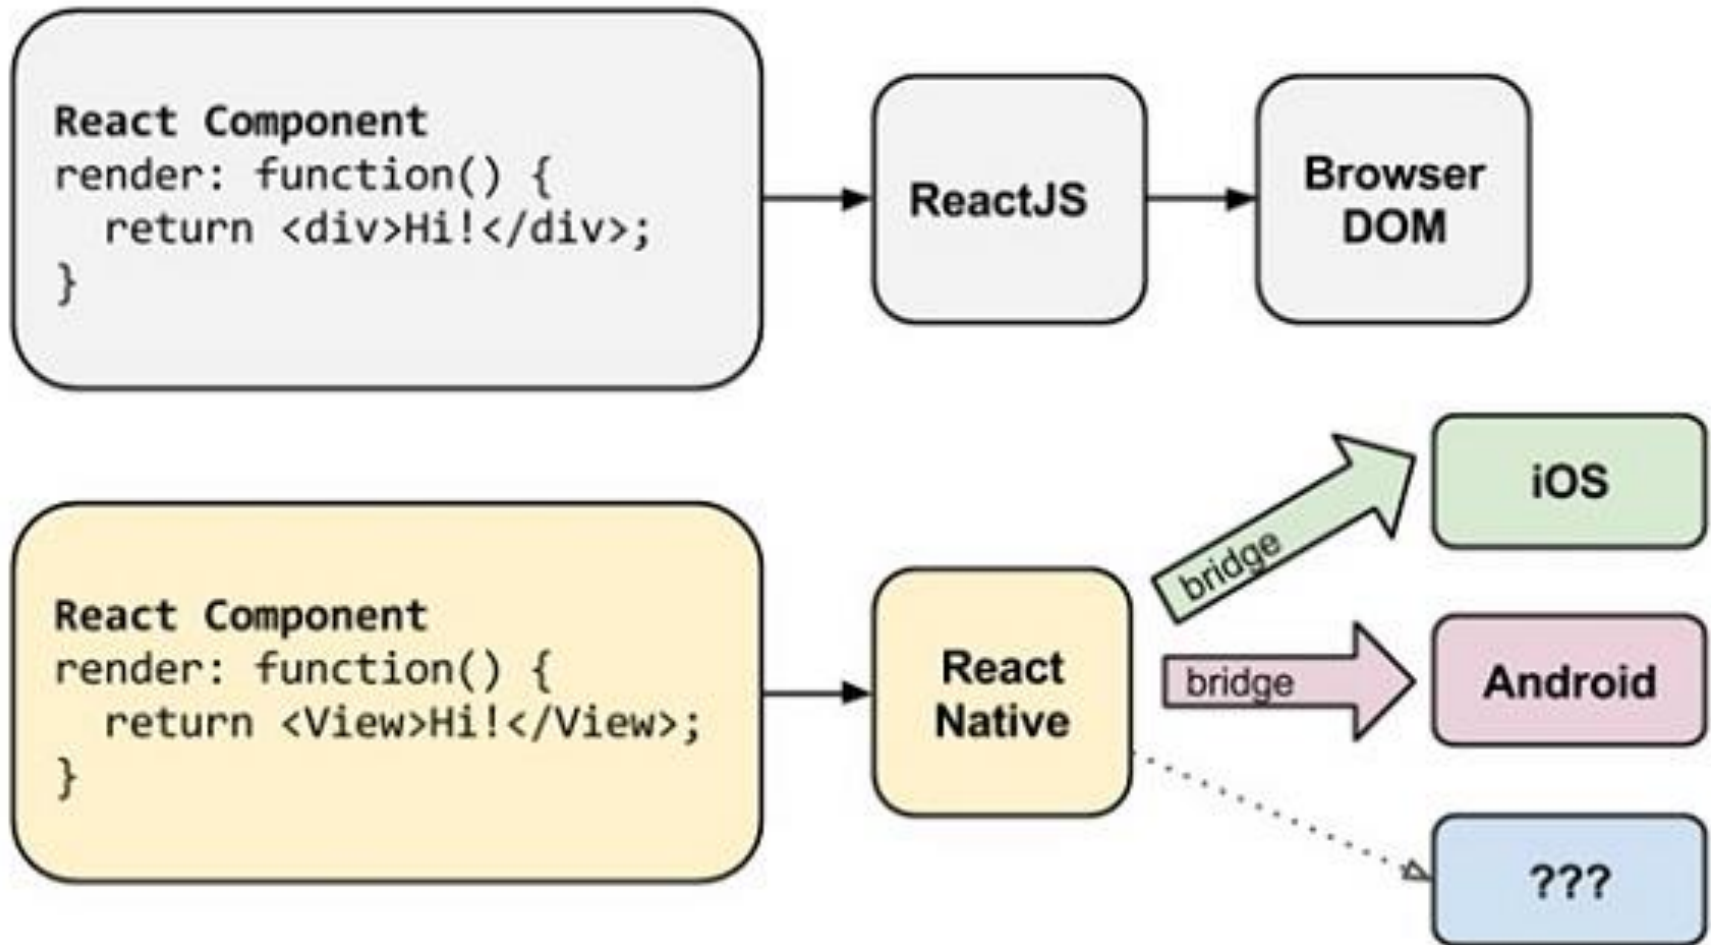 React Component
render: function() {
  return <div>Hi!</div>;
}
ReactJS
Browser
DOM
React Component
render: function() {
  return <View>Hi!</View>;
}
React
Native
bridge
iOS
bridge
Android
???